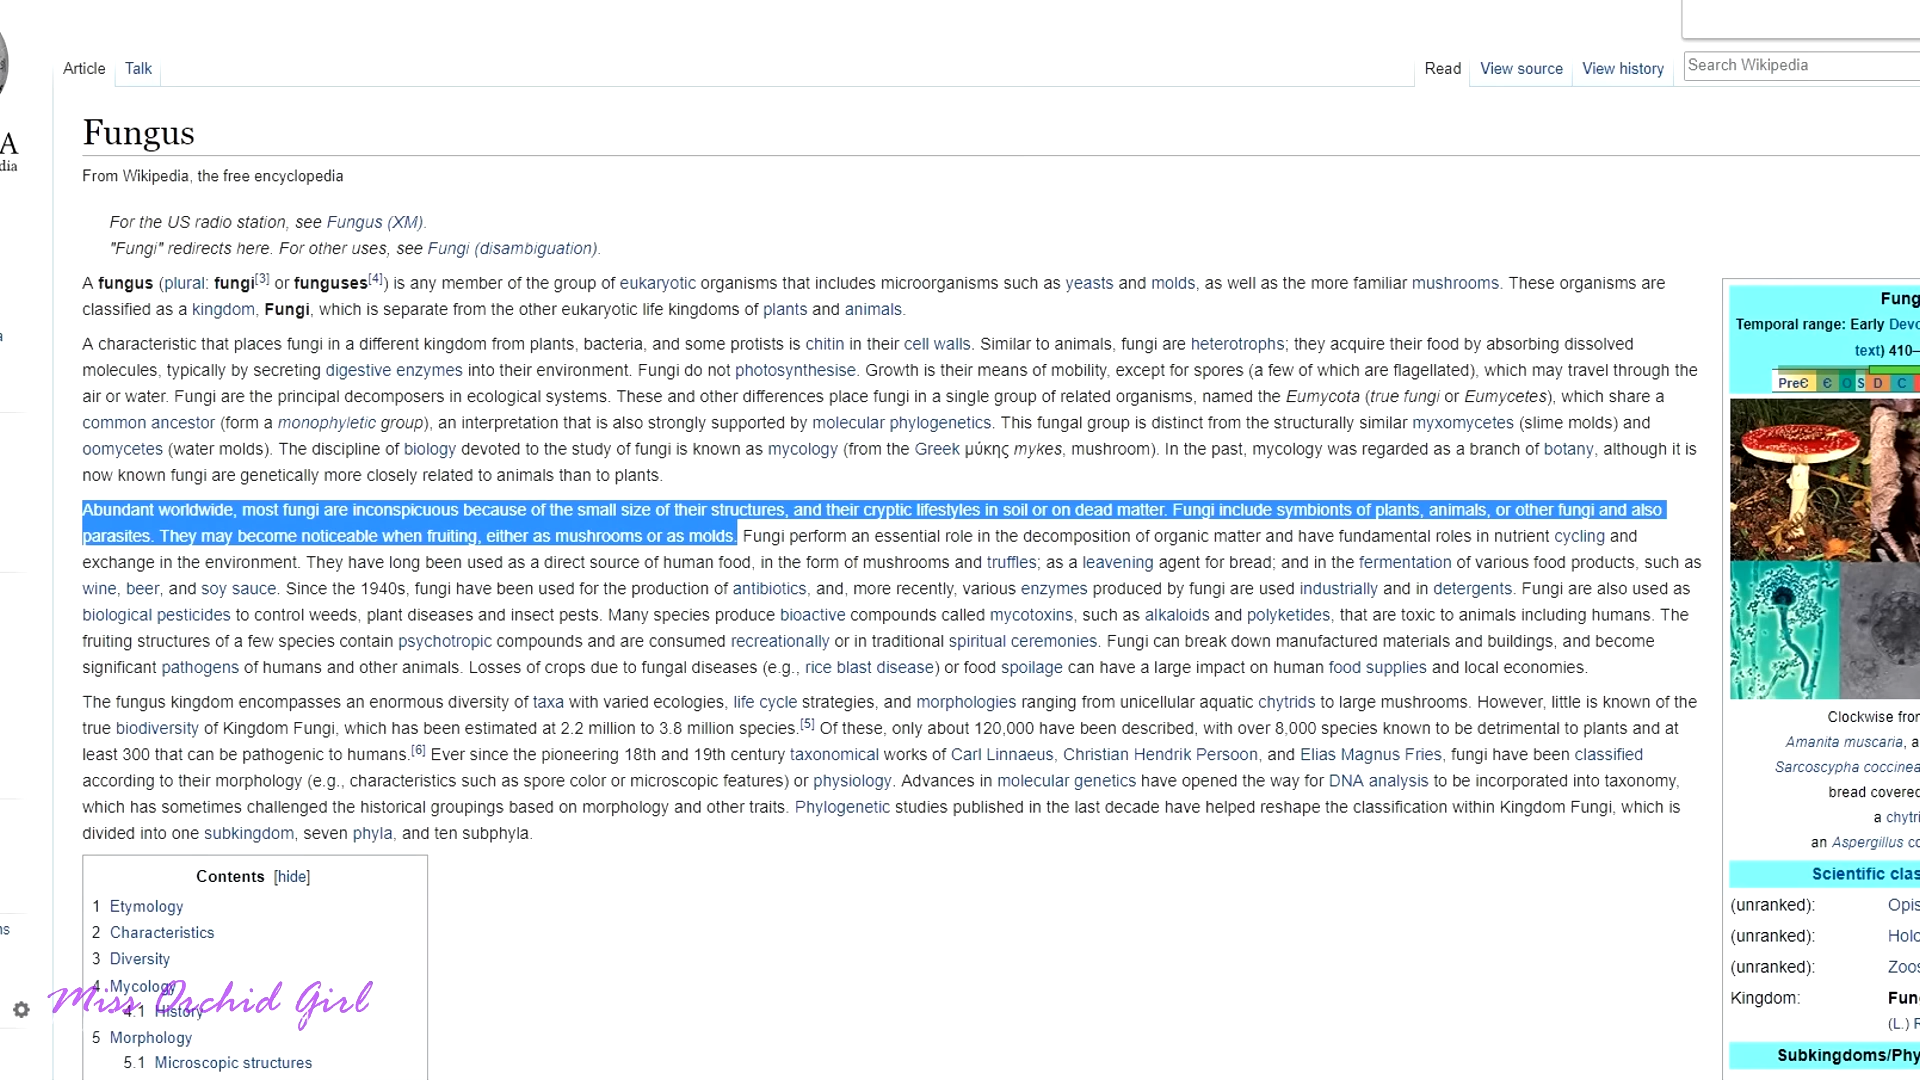 A
dia
Article Talk Read View source View history Search Wikipedia
Fungus
From Wikipedia, the free encyclopedia
For the US radio station, see Fungus (XM).
"Fungi" redirects here. For other uses, see Fungi (disambiguation).
A fungus (plural: fungi[3] or funguses[4]) is any member of the group of eukaryotic organisms that includes microorganisms such as yeasts and molds, as well as the more familiar mushrooms. These organisms are
classified as a kingdom, Fungi, which is separate from the other eukaryotic life kingdoms of plants and animals.
A characteristic that places fungi in a different kingdom from plants, bacteria, and some protists is chitin in their cell walls. Similar to animals, fungi are heterotrophs; they acquire their food by absorbing dissolved
molecules, typically by secreting digestive enzymes into their environment. Fungi do not photosynthesise. Growth is their means of mobility, except for spores (a few of which are flagellated), which may travel through the
air or water. Fungi are the principal decomposers in ecological systems. These and other differences place fungi in a single group of related organisms, named the Eumycota (true fungi or Eumycetes), which share a
common ancestor (form a monophyletic group), an interpretation that is also strongly supported by molecular phylogenetics. This fungal group is distinct from the structurally similar myxomycetes (slime molds) and
oomycetes (water molds). The discipline of biology devoted to the study of fungi is known as mycology (from the Greek μύκης mykes, mushroom). In the past, mycology was regarded as a branch of botany, although it is
now known fungi are genetically more closely related to animals than to plants.
Abundant worldwide, most fungi are inconspicuous because of the small size of their structures, and their cryptic lifestyles in soil or on dead matter. Fungi include symbionts of plants, animals, or other fungi and also
parasites. They may become noticeable when fruiting, either as mushrooms or as molds. Fungi perform an essential role in the decomposition of organic matter and have fundamental roles in nutrient cycling and
exchange in the environment. They have long been used as a direct source of human food, in the form of mushrooms and truffles; as a leavening agent for bread; and in the fermentation of various food products, such as
wine, beer, and soy sauce. Since the 1940s, fungi have been used for the production of antibiotics, and, more recently, various enzymes produced by fungi are used industrially and in detergents. Fungi are also used as
biological pesticides to control weeds, plant diseases and insect pests. Many species produce bioactive compounds called mycotoxins, such as alkaloids and polyketides, that are toxic to animals including humans. The
fruiting structures of a few species contain psychotropic compounds and are consumed recreationally or in traditional spiritual ceremonies. Fungi can break down manufactured materials and buildings, and become
significant pathogens of humans and other animals. Losses of crops due to fungal diseases (e.g., rice blast disease) or food spoilage can have a large impact on human food supplies and local economies.
The fungus kingdom encompasses an enormous diversity of taxa with varied ecologies, life cycle strategies, and morphologies ranging from unicellular aquatic chytrids to large mushrooms. However, little is known of the
true biodiversity of Kingdom Fungi, which has been estimated at 2.2 million to 3.8 million species.[5] Of these, only about 120,000 have been described, with over 8,000 species known to be detrimental to plants and at
least 300 that can be pathogenic to humans.[6] Ever since the pioneering 18th and 19th century taxonomical works of Carl Linnaeus, Christian Hendrik Persoon, and Elias Magnus Fries, fungi have been classified
according to their morphology (e.g., characteristics such as spore color or microscopic features) or physiology. Advances in molecular genetics have opened the way for DNA analysis to be incorporated into taxonomy,
which has sometimes challenged the historical groupings based on morphology and other traits. Phylogenetic studies published in the last decade have helped reshape the classification within Kingdom Fungi, which is
divided into one subkingdom, seven phyla, and ten subphyla.
Contents [hide]
1 Etymology
2 Characteristics
3 Diversity
4 Mycology
4.1 History
5 Morphology
5.1 Microscopic structures
Miss Orchid Girl
Fung
Temporal range: Early Devo
text) 410–
PreЄ Є O S D C
Clockwise fro
Amanita muscaria, a
Sarcoscypha coccinea
bread covered
a chytri
an Aspergillus co
Scientific clas
(unranked): Opis
(unranked): Holo
(unranked): Zoos
Kingdom: Fun
(L.) R
Subkingdoms/Phy